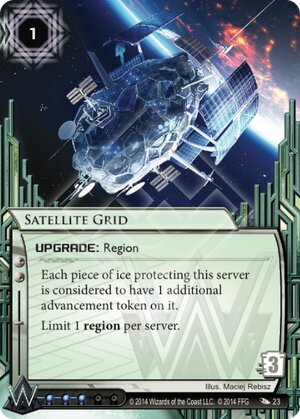 1
SATELLITE GRID
UPGRADE: Region
Each piece of ice protecting this server
is considered to have 1 additional
advancement token on it.
Limit 1 region per server.
3
Illus. Maciej Rebisz
© 2014 Wizards of the Coast LLC. © 2014 FFG 23